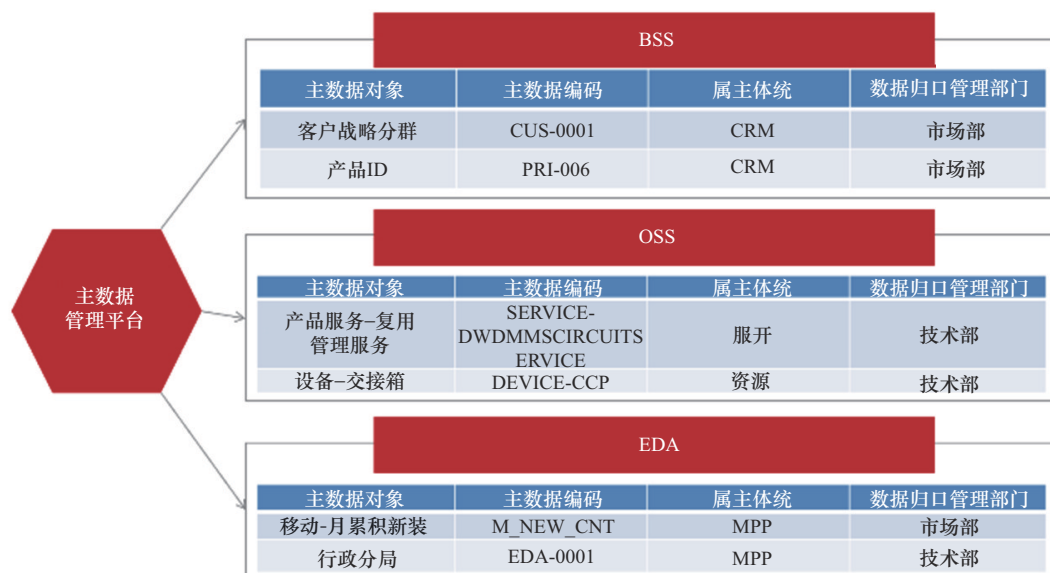 BSS
主数据对象 主数据编码 属主体统 数据归口管理部门
客户战略分群 CUS-0001 CRM 市场部
产品ID PRI-006 CRM 市场部
主数据
管理平台
OSS
主数据对象 主数据编码 属主体统 数据归口管理部门
产品服务–复用
管理服务
SERVICE-
DWDMMSCIRCUITS
ERVICE
服开
技术部
设备–交接箱 DEVICE-CCP 资源 技术部
EDA
主数据对象 主数据编码 属主体统 数据归口管理部门
移动-月累积新装 M_NEW_CNT MPP 市场部
行政分局 EDA-0001 MPP 技术部